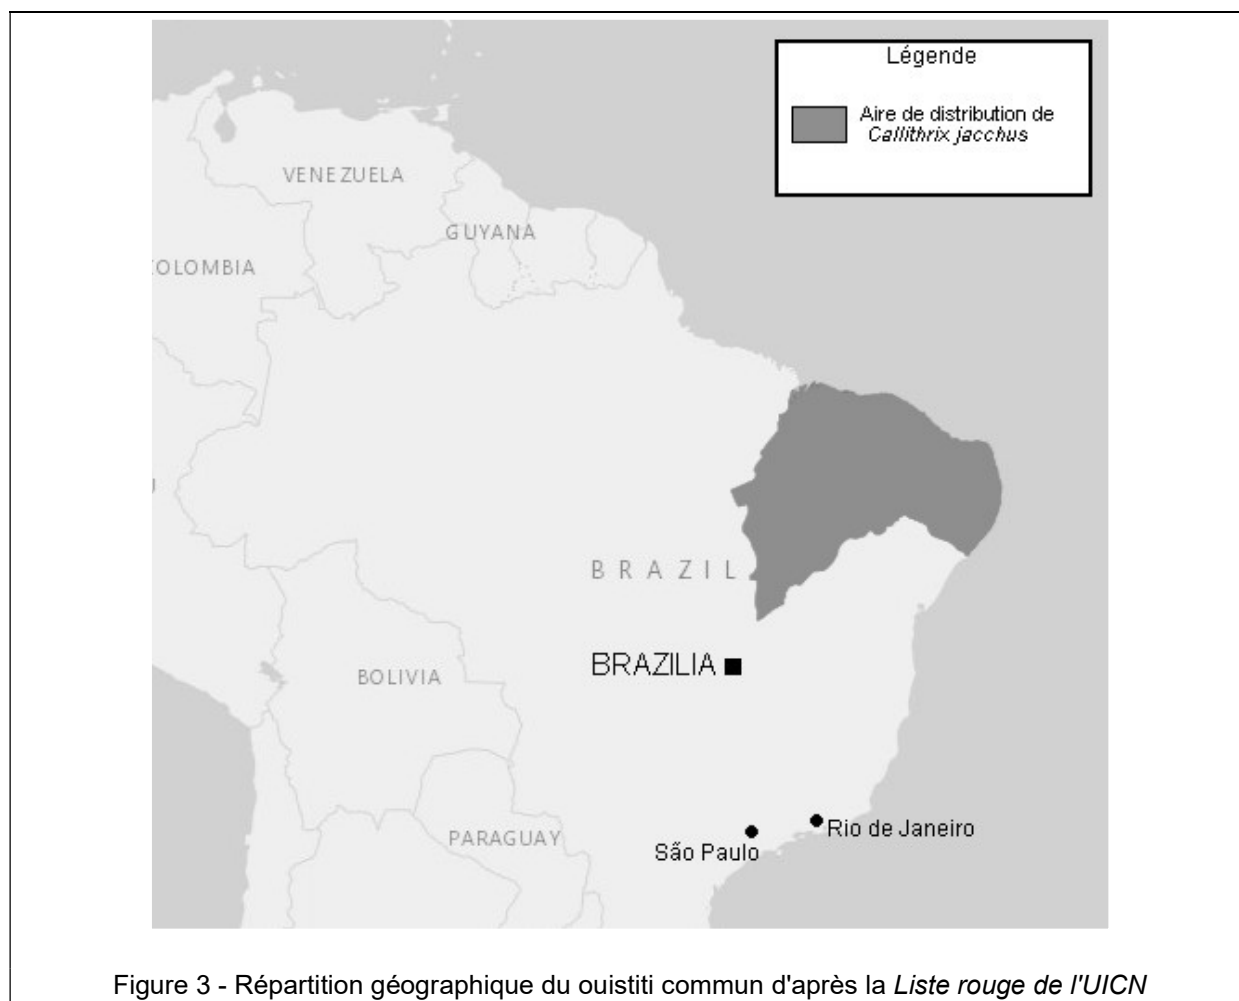 Légende
Aire de distribution de
Callithrix jacchus
VENEZUELA
GUYANA
OLOMBIA
BRAZIL
BRAZILIA
BOLIVIA
PARAGUAY
São Paulo
Rio de Janeiro
Figure 3 - Répartition géographique du ouistiti commun d'après la Liste rouge de l'UICN